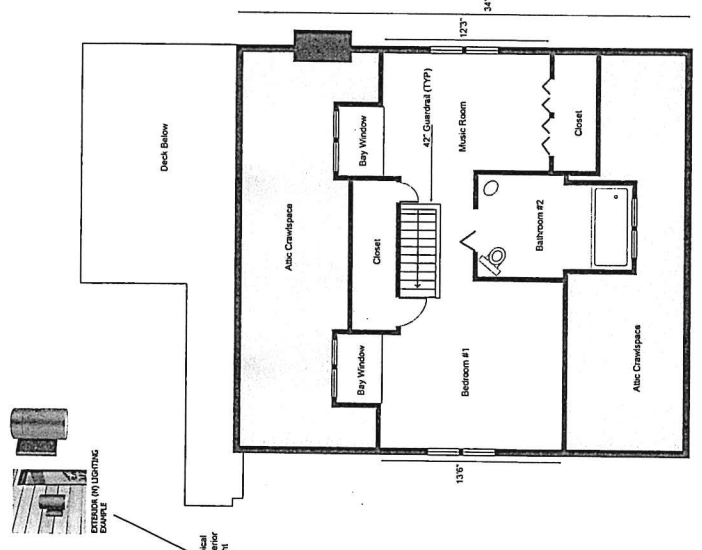 34'
12'3"
Deck Below
Attic Crawlspace
Bay Window
42" Guardrail (TYP)
Music Room
Closet
Closet
Bathroom #2
Bay Window
Bedroom #1
Attic Crawlspace
13'6"
EXTERIOR (N) LIGHTING
EXAMPLE